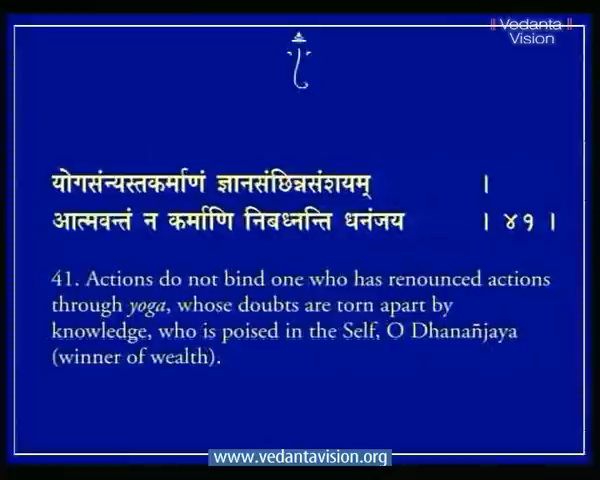 ॥ Vedanta ॥
Vision
योगसंन्यस्तकर्माणं ज्ञानसंछिन्नसंशयम् ।
आत्मवन्तं न कर्माणि निबध्नन्ति धनंजय । ४१ ।
41. Actions do not bind one who has renounced actions
through yoga, whose doubts are torn apart by
knowledge, who is poised in the Self, O Dhanañjaya
(winner of wealth).
www.vedantavision.org